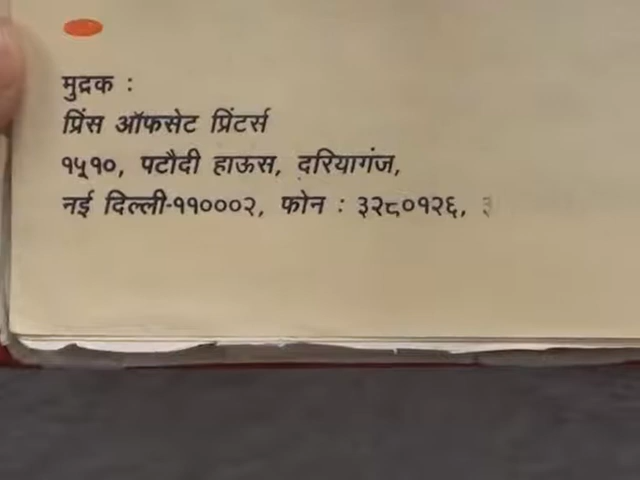 मुद्रक :
प्रिंस ऑफसेट प्रिंटर्स
१५१०, पटौदी हाऊस, दरियागंज,
नई दिल्ली-११०००२, फोन : ३२८०१२६,